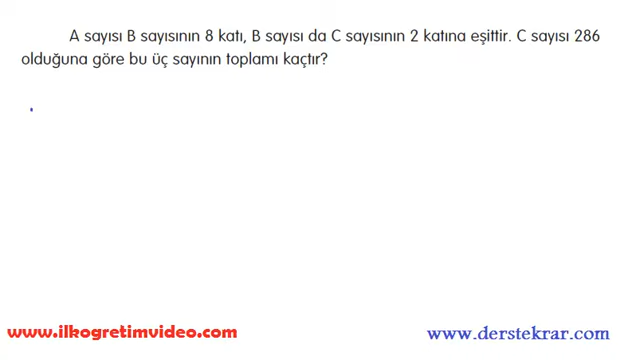 A sayısı B sayısının 8 katı, B sayısı da C sayısının 2 katına eşittir. C sayısı 286
olduğuna göre bu üç sayının toplamı kaçtır?
www.ilkogretimvideo.com
www.derstekrar.com